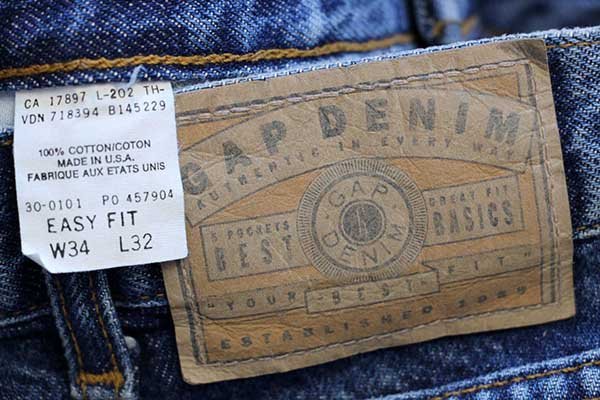 CA 17897 L-202 TH-
VDN 718394 B145229
100% COTTON/COTON
MADE IN U.S.A.
FABRIQUE AUX ETATS UNIS
30-0101 PO 457904
EASY FIT
W34 L32
GAP DENIM
AUTHENTIC IN EVERY WAY
5 POCKETS
BEST
GAP
DENIM
GREAT FIT
BASICS
"YOUR BEST FIT"
ESTABLISHED 1969